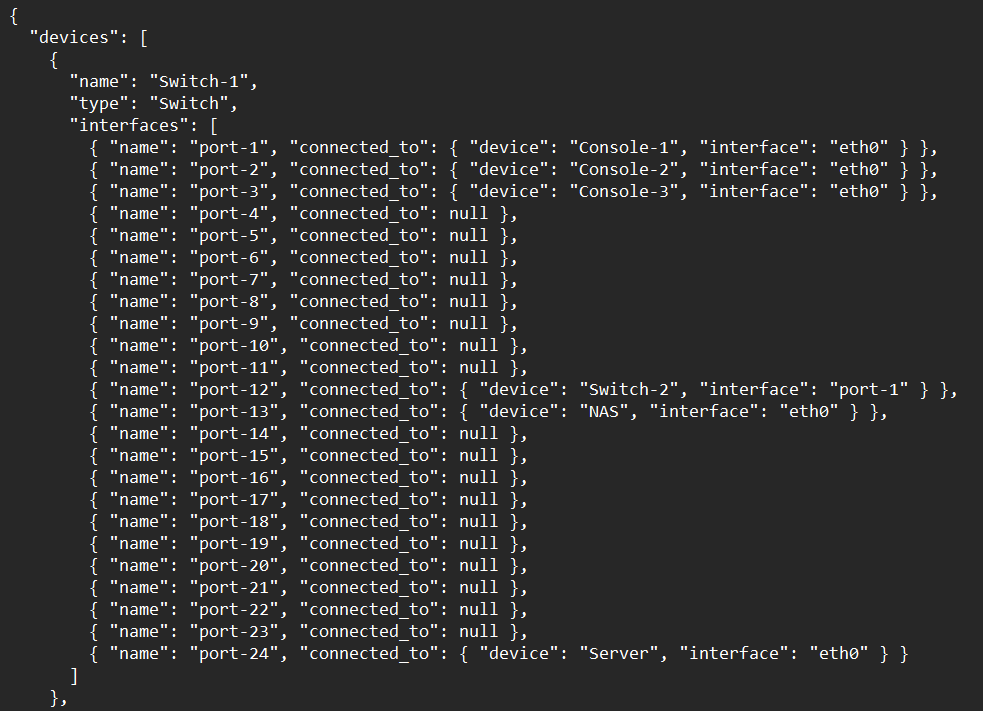 {
  "devices": [
    {
      "name": "Switch-1",
      "type": "Switch",
      "interfaces": [
        { "name": "port-1", "connected_to": { "device": "Console-1", "interface": "eth0" } },
        { "name": "port-2", "connected_to": { "device": "Console-2", "interface": "eth0" } },
        { "name": "port-3", "connected_to": { "device": "Console-3", "interface": "eth0" } },
        { "name": "port-4", "connected_to": null },
        { "name": "port-5", "connected_to": null },
        { "name": "port-6", "connected_to": null },
        { "name": "port-7", "connected_to": null },
        { "name": "port-8", "connected_to": null },
        { "name": "port-9", "connected_to": null },
        { "name": "port-10", "connected_to": null },
        { "name": "port-11", "connected_to": null },
        { "name": "port-12", "connected_to": { "device": "Switch-2", "interface": "port-1" } },
        { "name": "port-13", "connected_to": { "device": "NAS", "interface": "eth0" } },
        { "name": "port-14", "connected_to": null },
        { "name": "port-15", "connected_to": null },
        { "name": "port-16", "connected_to": null },
        { "name": "port-17", "connected_to": null },
        { "name": "port-18", "connected_to": null },
        { "name": "port-19", "connected_to": null },
        { "name": "port-20", "connected_to": null },
        { "name": "port-21", "connected_to": null },
        { "name": "port-22", "connected_to": null },
        { "name": "port-23", "connected_to": null },
        { "name": "port-24", "connected_to": { "device": "Server", "interface": "eth0" } }
      ]
    },